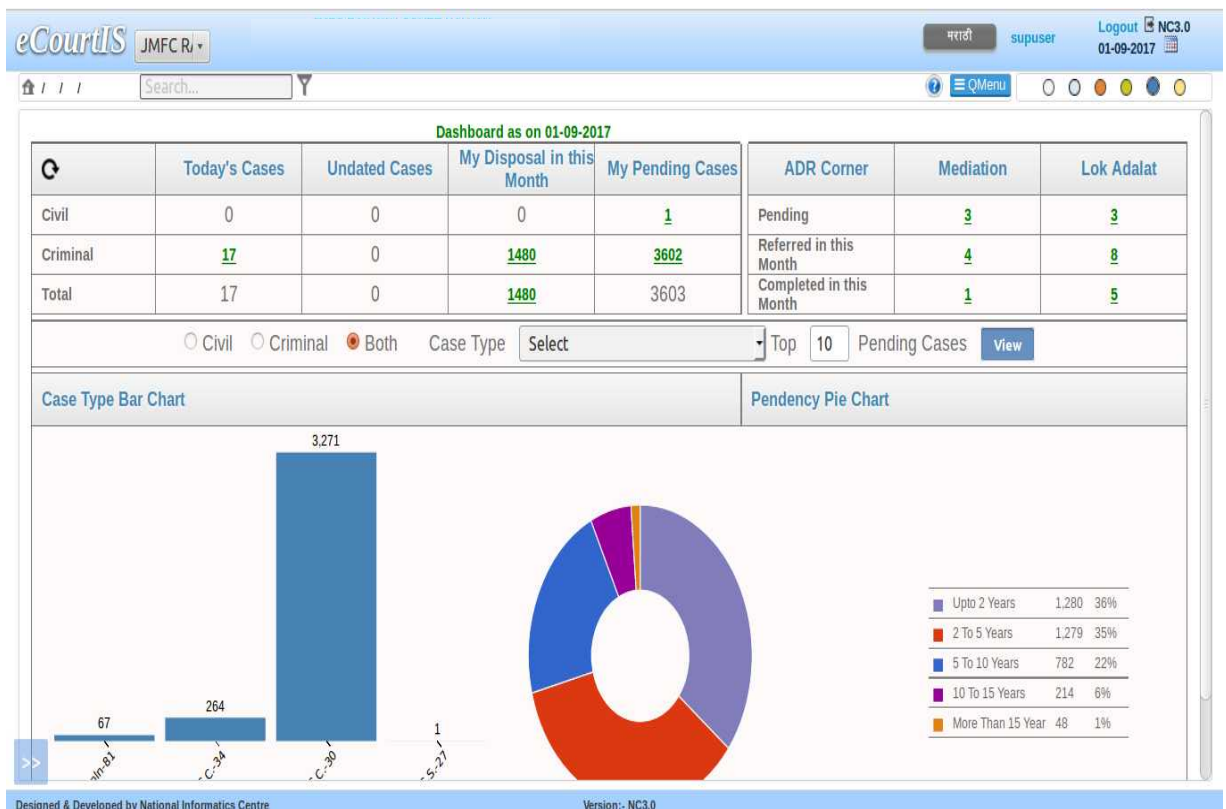 eCourtIS JMFC R/ मराठी supuser Logout NC3.0
01-09-2017
/ / / Search... QMenu
Dashboard as on 01-09-2017
Today's Cases Undated Cases My Disposal in this Month My Pending Cases ADR Corner Mediation Lok Adalat
Civil 0 0 0 1 Pending 3 3
Criminal 17 0 1480 3602 Referred in this Month 4 8
Total 17 0 1480 3603 Completed in this Month 1 5
Civil Criminal Both Case Type Select Top 10 Pending Cases View
Case Type Bar Chart Pendency Pie Chart
3,271
264
67
1
Upto 2 Years 1,280 36%
2 To 5 Years 1,279 35%
5 To 10 Years 782 22%
10 To 15 Years 214 6%
More Than 15 Year 48 1%
>> C.-34 C.-30 S.-27
Designed & Developed by National Informatics Centre Version:- NC3.0